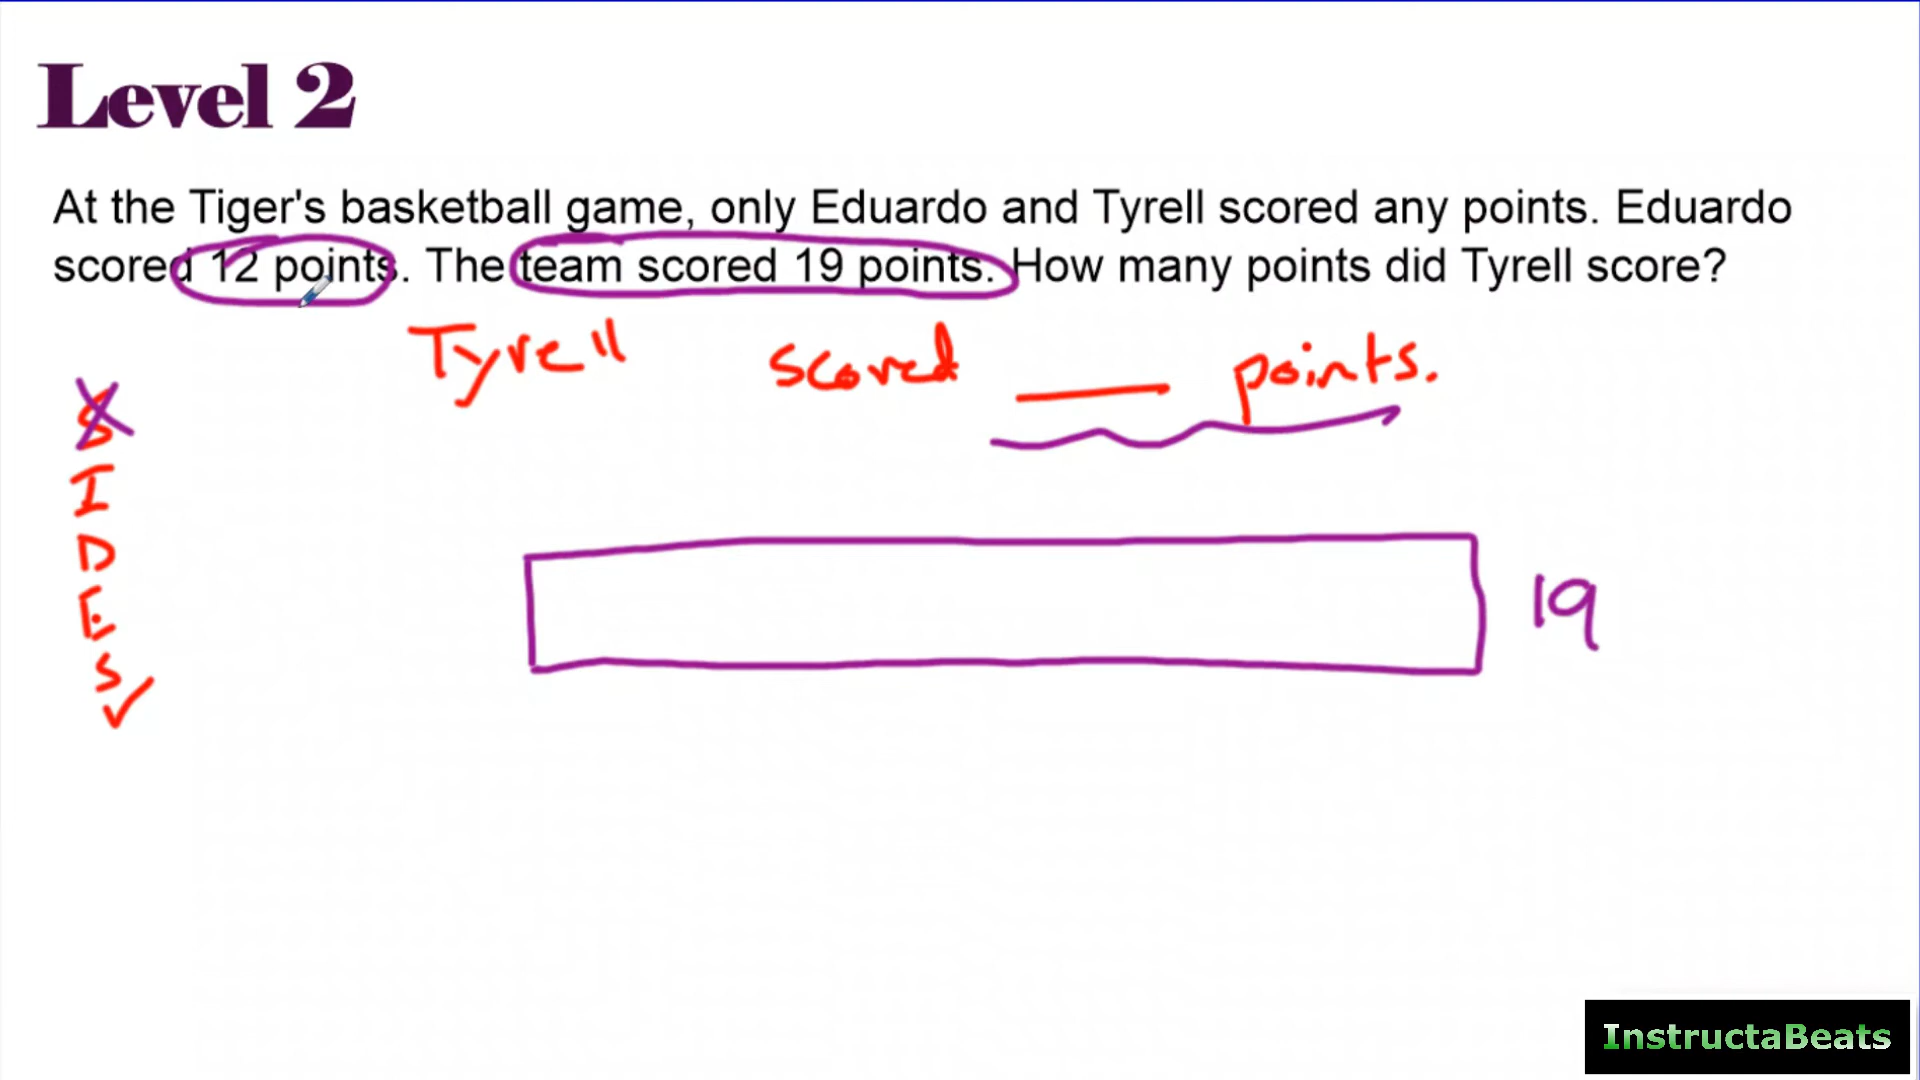 Level 2
At the Tiger's basketball game, only Eduardo and Tyrell scored any points. Eduardo
scored 12 points. The team scored 19 points. How many points did Tyrell score?
Tyrell scored ____ points.
S
I
D
E
S
19
InstructaBeats